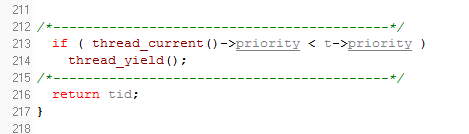 211
212 /*------------------------------------------*/
213 if ( thread_current()->priority < t->priority )
214 thread_yield();
215 /*------------------------------------------*/
216 return tid;
217 }
218